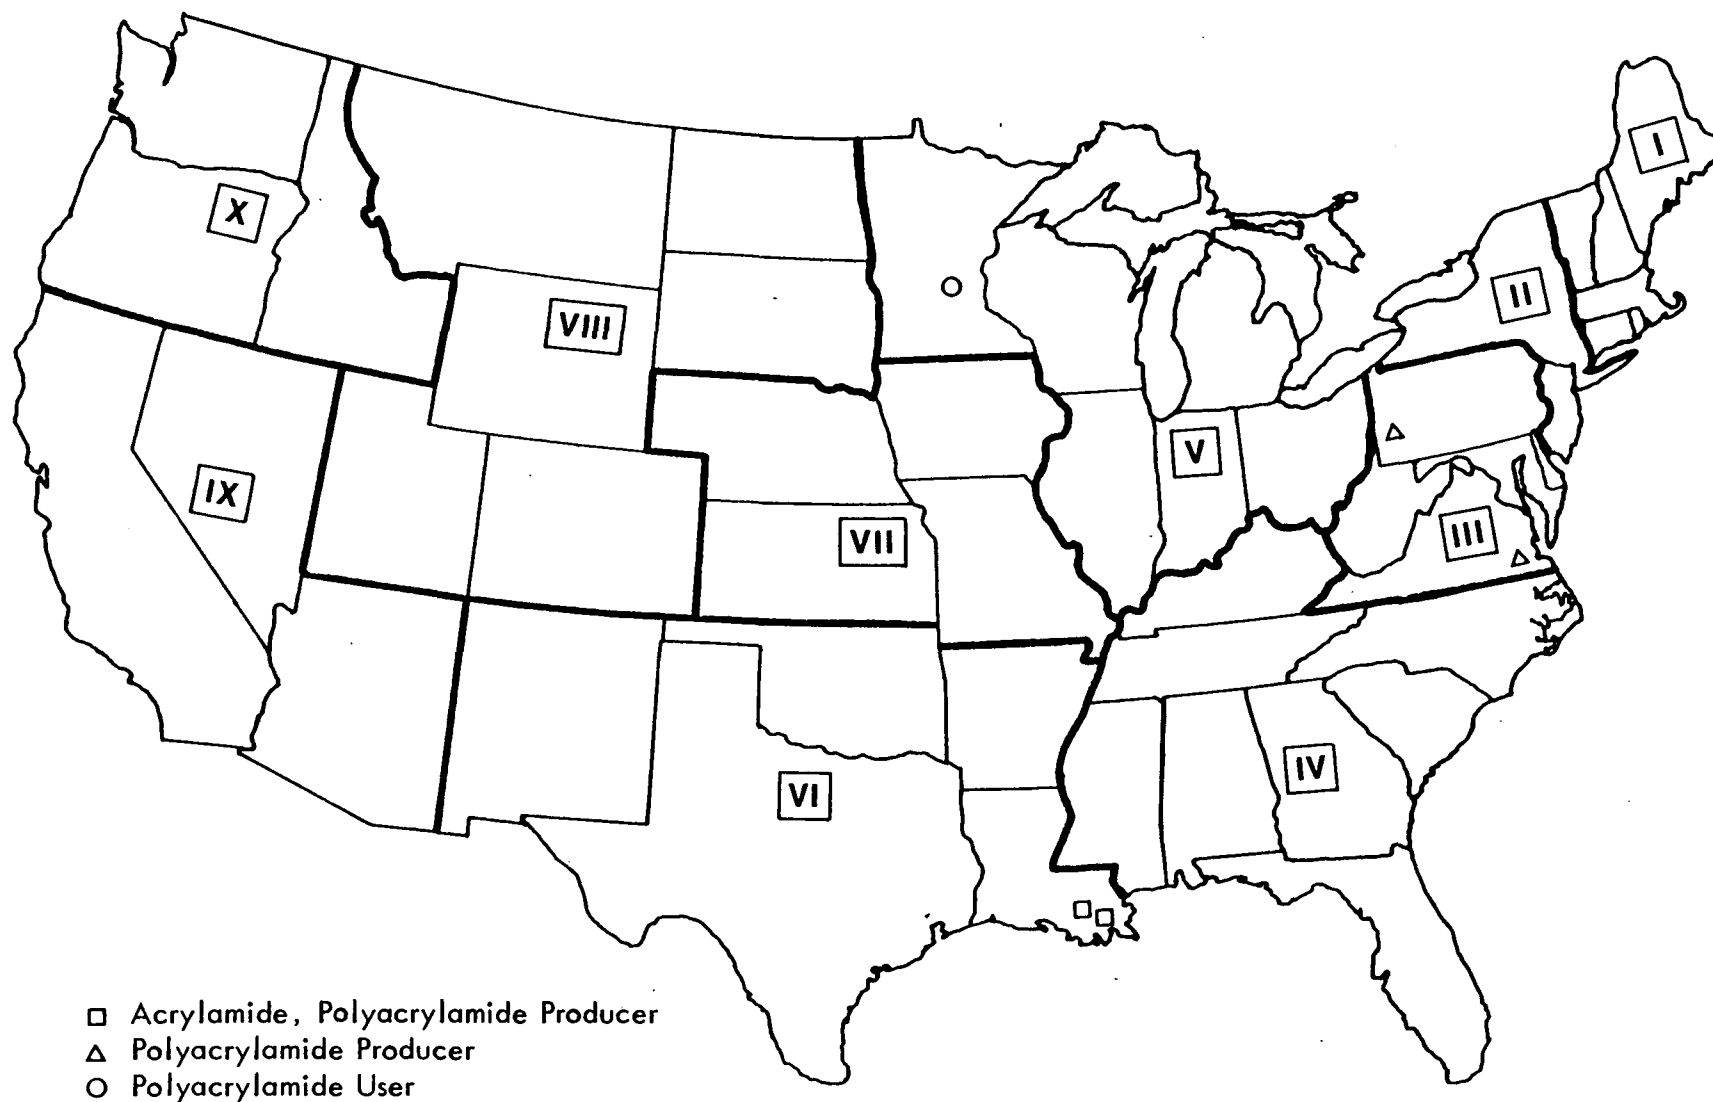 I
X
II
VIII
V
IX
III
VII
IV
VI
Acrylamide, Polyacrylamide Producer
Polyacrylamide Producer
Polyacrylamide User